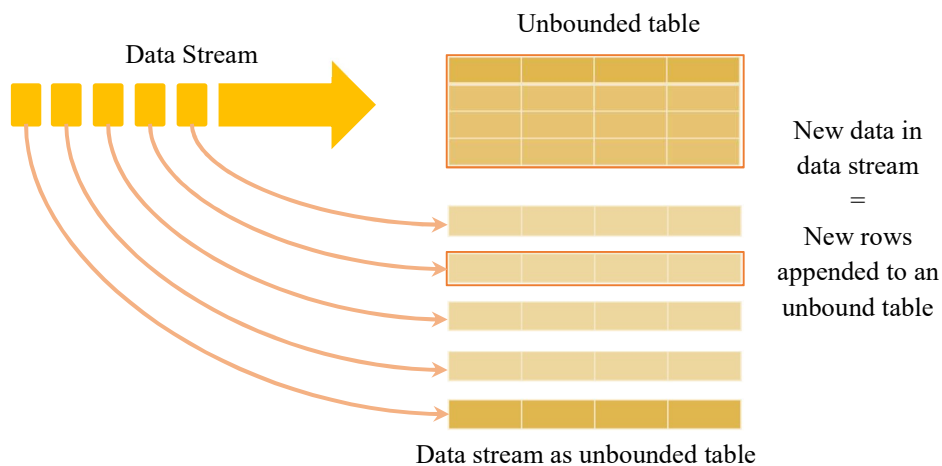 Unbounded table
Data Stream
New data in
data stream
=
New rows
appended to an
unbound table
Data stream as unbounded table